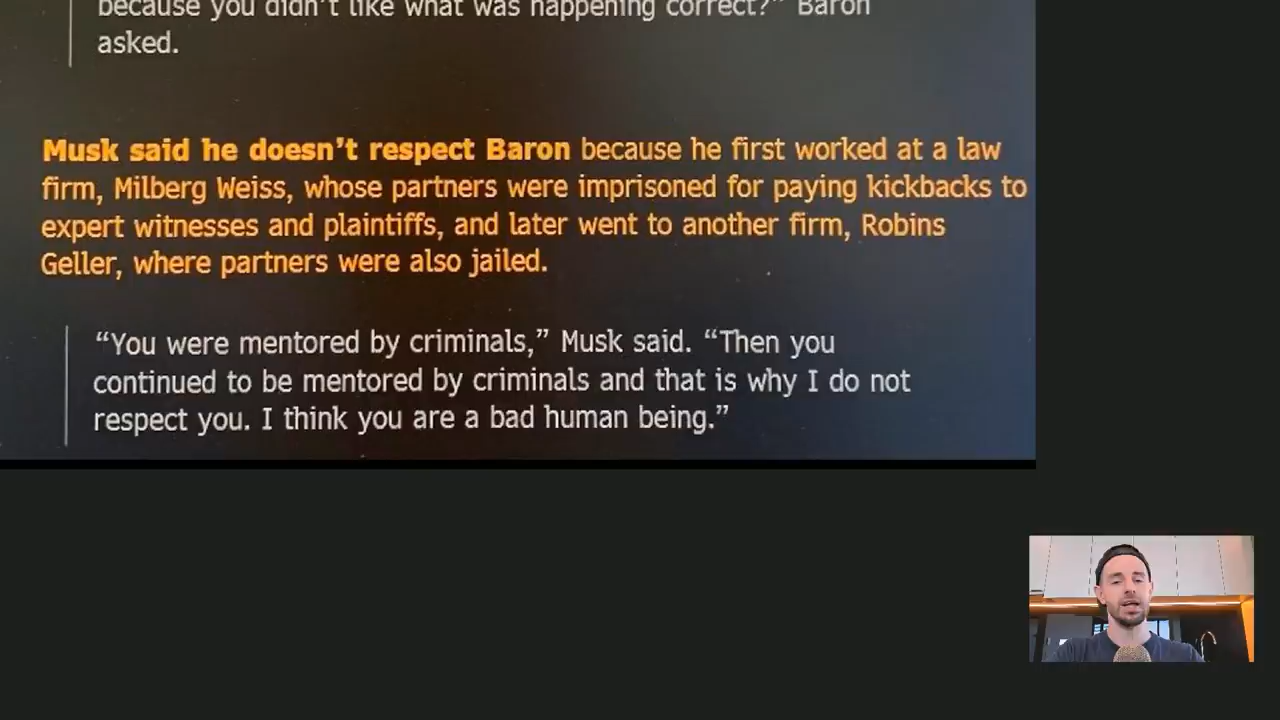 because you didn't like what was happening correct?” Baron
asked.
Musk said he doesn't respect Baron because he first worked at a law
firm, Milberg Weiss, whose partners were imprisoned for paying kickbacks to
expert witnesses and plaintiffs, and later went to another firm, Robins
Geller, where partners were also jailed.
“You were mentored by criminals,” Musk said. “Then you
continued to be mentored by criminals and that is why I do not
respect you. I think you are a bad human being.”